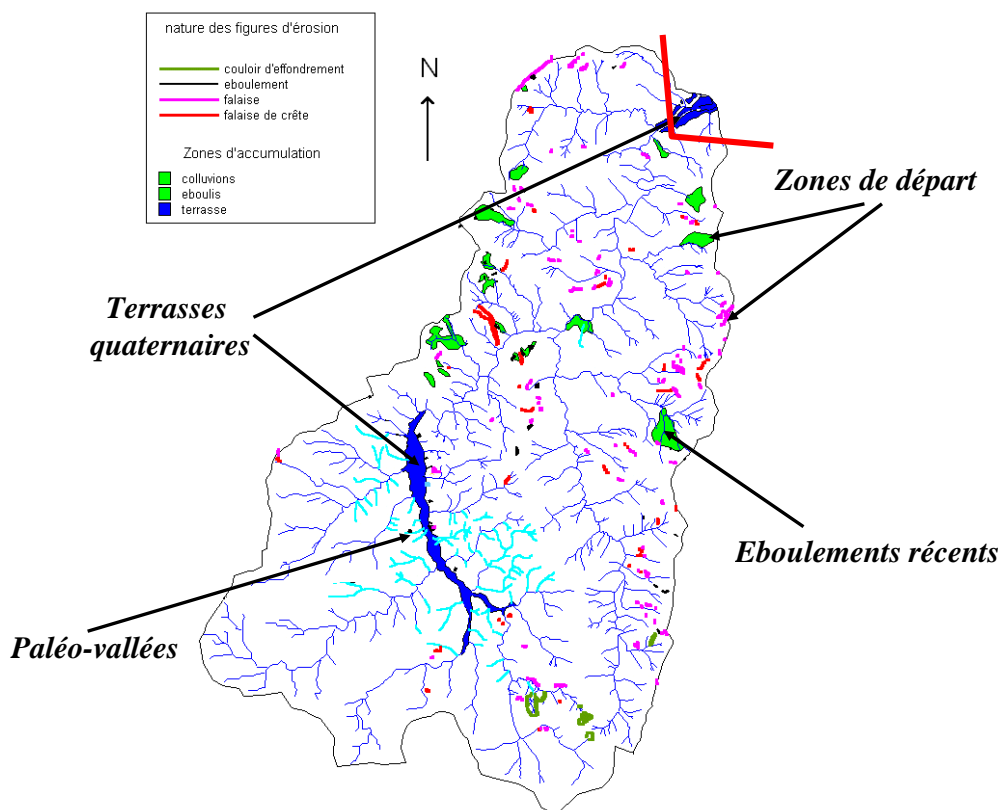 nature des figures d'érosion
couloir d'effondrement
eboulement
falaise
falaise de crête
Zones d'accumulation
colluvions
eboulis
terrasse
N
Zones de départ
Terrasses
quaternaires
Eboulements récents
Paléo-vallées